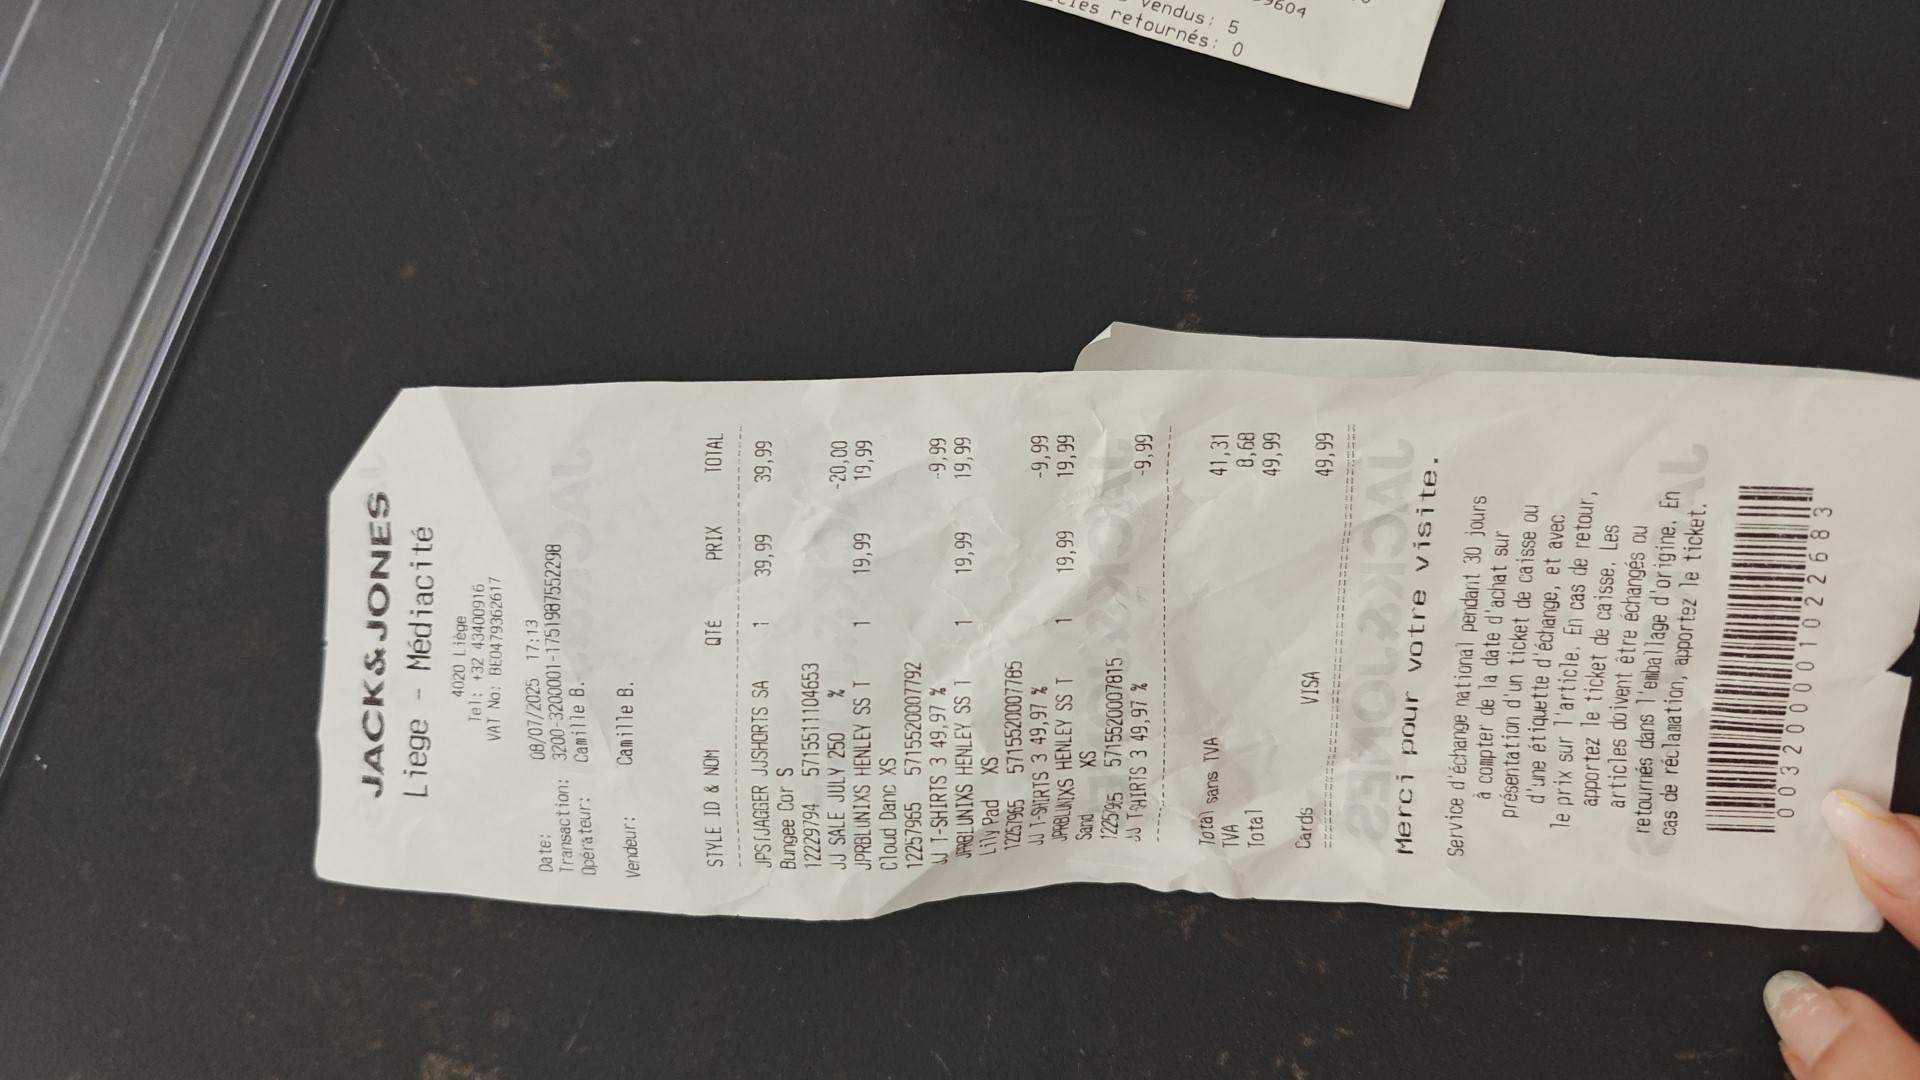 vendus: 5
retournés: 0
JACK&JONES
Liege - Médiacité
4020 Liège
Tel: +32 43400916
VAT No: BE0479362617
Date: 08/07/2025 17:13
Transaction: 3200-3200001-1751987552298
Opérateur: Camille B.
Vendeur: Camille B.
STYLE ID & NOM QTÉ PRIX TOTAL
JPSTJAGGER JJSHORTS SA 1 39,99 39,99
Bungee Cor S
12229794 5715511104653
JJ SALE JULY 250 % -20,00
JPRBLUNIXS HENLEY SS T 1 19,99 19,99
Cloud Danc XS
12257965 5715520007792
JJ T-SHIRTS 3 49,97 % -9,99
JPRBLUNIXS HENLEY SS T 1 19,99 19,99
Lily Pad XS
12257965 5715520007785
JJ T-SHIRTS 3 49,97 % -9,99
JPRBLUNIXS HENLEY SS T 1 19,99 19,99
Sand XS
12257965 5715520007815
JJ T-SHIRTS 3 49,97 % -9,99
Total sans TVA 41,31
TVA 8,68
Total 49,99
Cards VISA 49,99
Merci pour votre visite.
Service d'échange national pendant 30 jours
à compter de la date d'achat sur
présentation d'un ticket de caisse ou
d'une étiquette d'échange, et avec
le prix sur l'article. En cas de retour,
apportez le ticket de caisse. Les
articles doivent être échangés ou
retournés dans l'emballage d'origine. En
cas de réclamation, apportez le ticket.
003200001022683